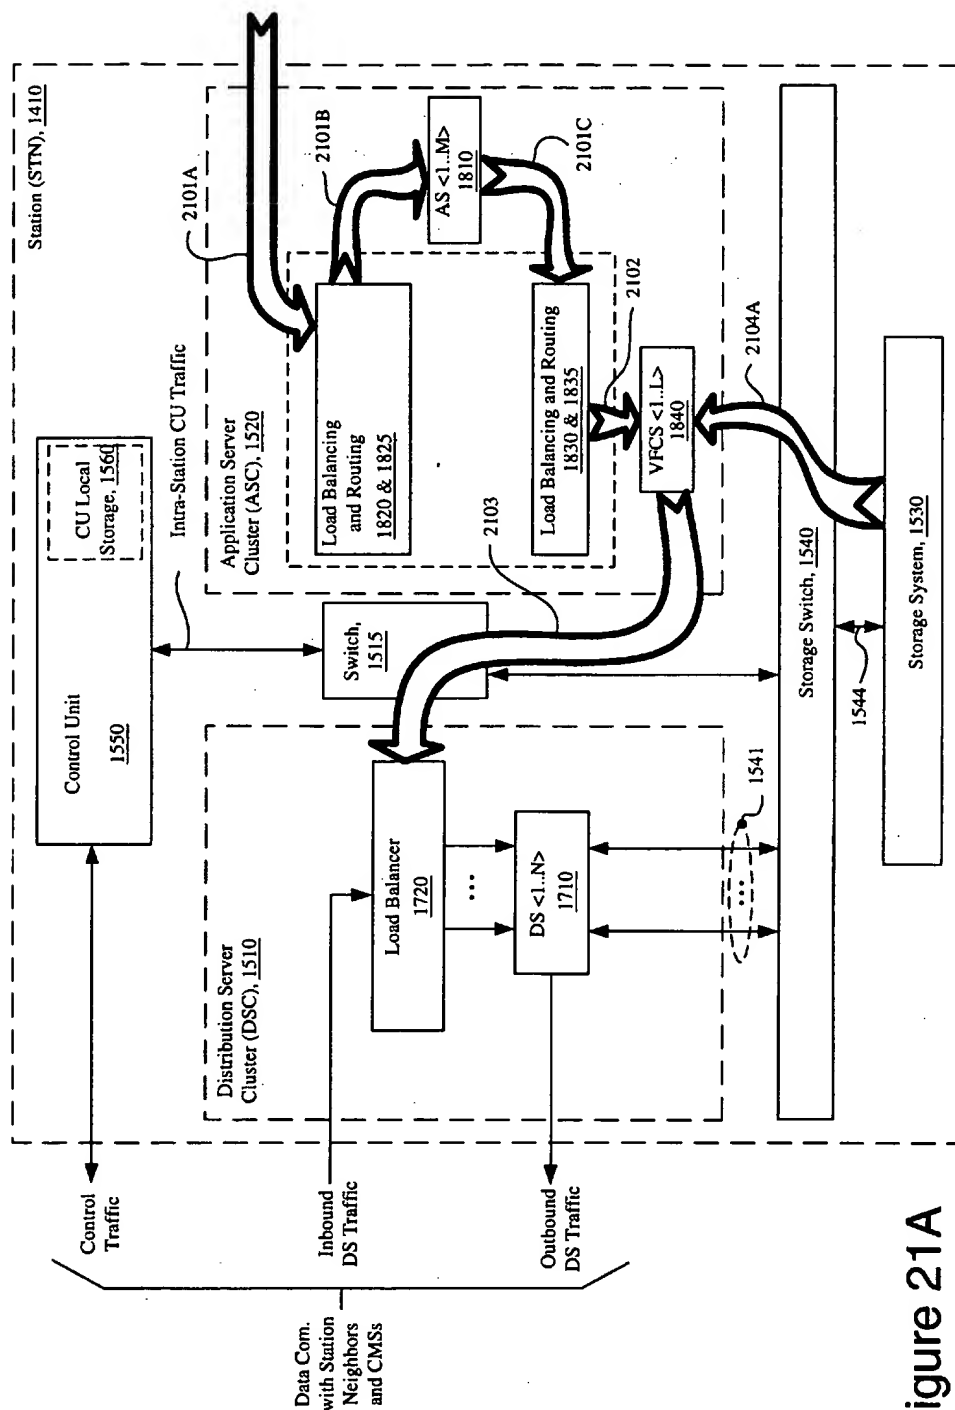 Station (STN), 1410
2101A
Control Unit
1550
CU Local
Storage, 1560
Intra-Station CU Traffic
Control
Traffic
Application Server
Cluster (ASC), 1520
2101B
Load Balancing
and Routing
1820 & 1825
AS <1..M>
1810
2101C
Load Balancing and Routing
1830 & 1835
2102
VFCS <1..L>
1840
2104A
Switch,
1515
2103
Distribution Server
Cluster (DSC), 1510
Load Balancer
1720
...
DS <1..N>
1710
Inbound
DS Traffic
Outbound
DS Traffic
Data Com.
with Station
Neighbors
and CMSs
1541
...
Storage Switch, 1540
1544
Storage System, 1530
igure 21A